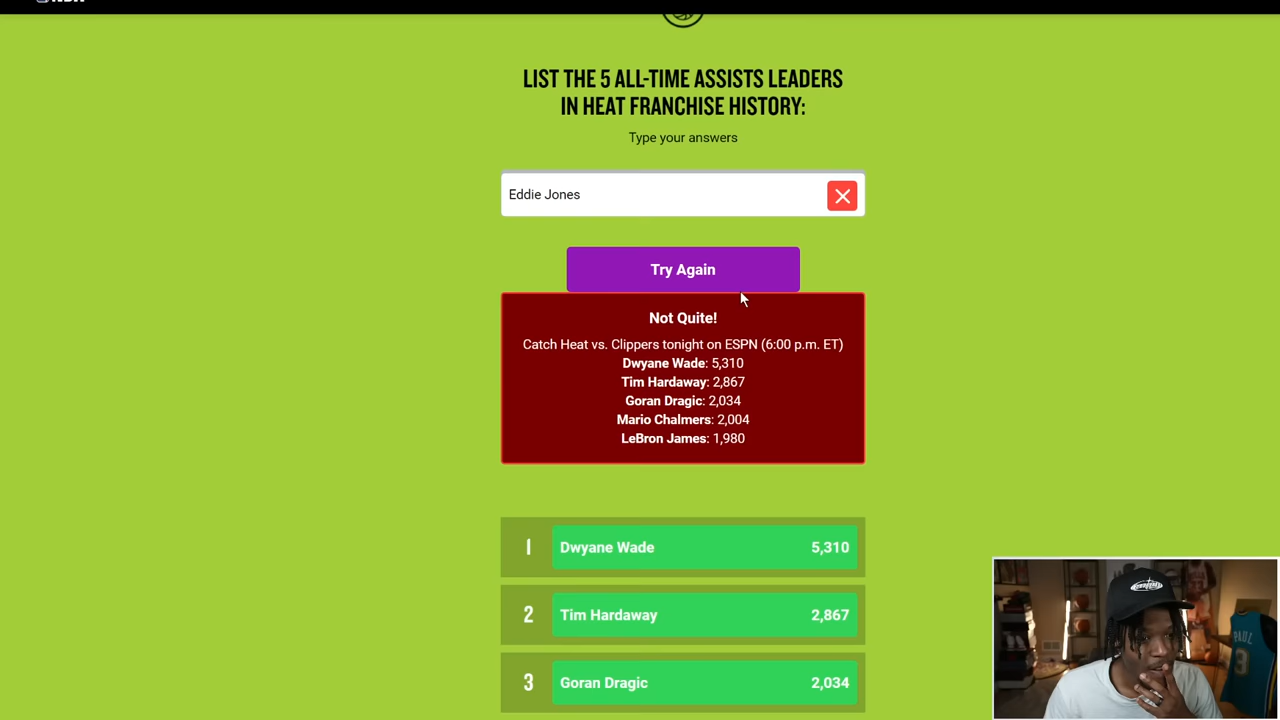 LIST THE 5 ALL-TIME ASSISTS LEADERS
IN HEAT FRANCHISE HISTORY:
Type your answers
Eddie Jones
Try Again
Not Quite!
Catch Heat vs. Clippers tonight on ESPN (6:00 p.m. ET)
Dwyane Wade: 5,310
Tim Hardaway: 2,867
Goran Dragic: 2,034
Mario Chalmers: 2,004
LeBron James: 1,980
1 Dwyane Wade 5,310
2 Tim Hardaway 2,867
3 Goran Dragic 2,034
PAUL
3